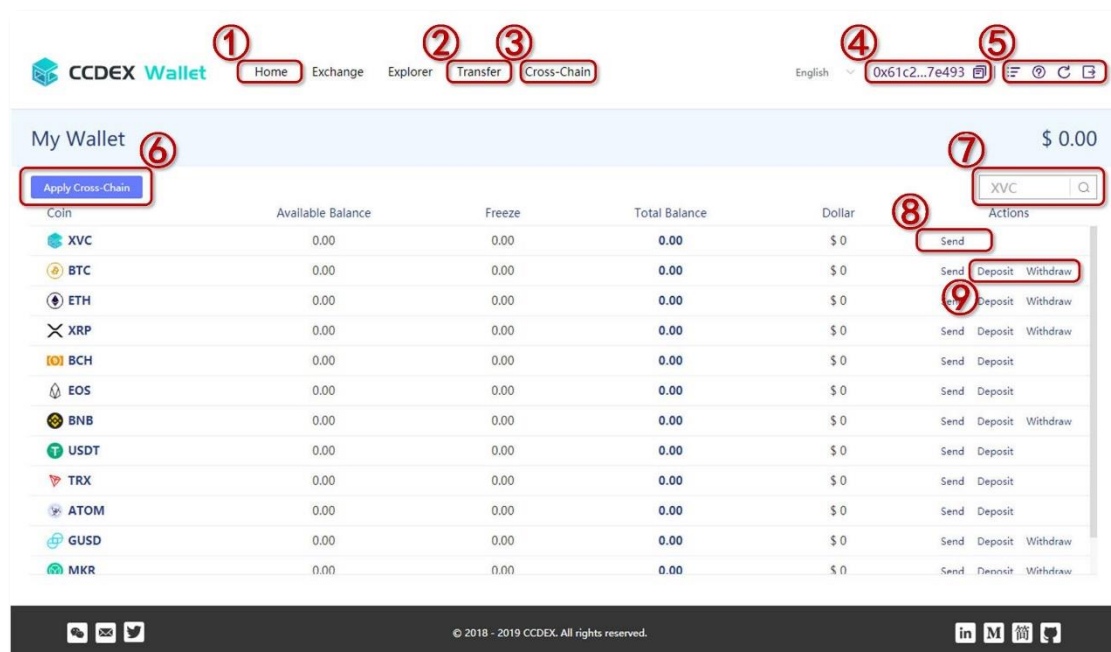 ① ② ③ ④ ⑤
CCDEX Wallet Home Exchange Explorer Transfer Cross-Chain English 0x61c2...7e493
My Wallet ⑥ $ 0.00
⑦
Apply Cross-Chain XVC
⑧
Coin Available Balance Freeze Total Balance Dollar Actions
XVC 0.00 0.00 0.00 $ 0 Send
BTC 0.00 0.00 0.00 $ 0 Send Deposit Withdraw
⑨
ETH 0.00 0.00 0.00 $ 0 Send Deposit Withdraw
XRP 0.00 0.00 0.00 $ 0 Send Deposit Withdraw
BCH 0.00 0.00 0.00 $ 0 Send Deposit
EOS 0.00 0.00 0.00 $ 0 Send Deposit
BNB 0.00 0.00 0.00 $ 0 Send Deposit Withdraw
USDT 0.00 0.00 0.00 $ 0 Send Deposit
TRX 0.00 0.00 0.00 $ 0 Send Deposit
ATOM 0.00 0.00 0.00 $ 0 Send Deposit
GUSD 0.00 0.00 0.00 $ 0 Send Deposit Withdraw
MKR 0.00 0.00 0.00 $ 0 Send Deposit Withdraw
© 2018 - 2019 CCDEX. All rights reserved. in M 简